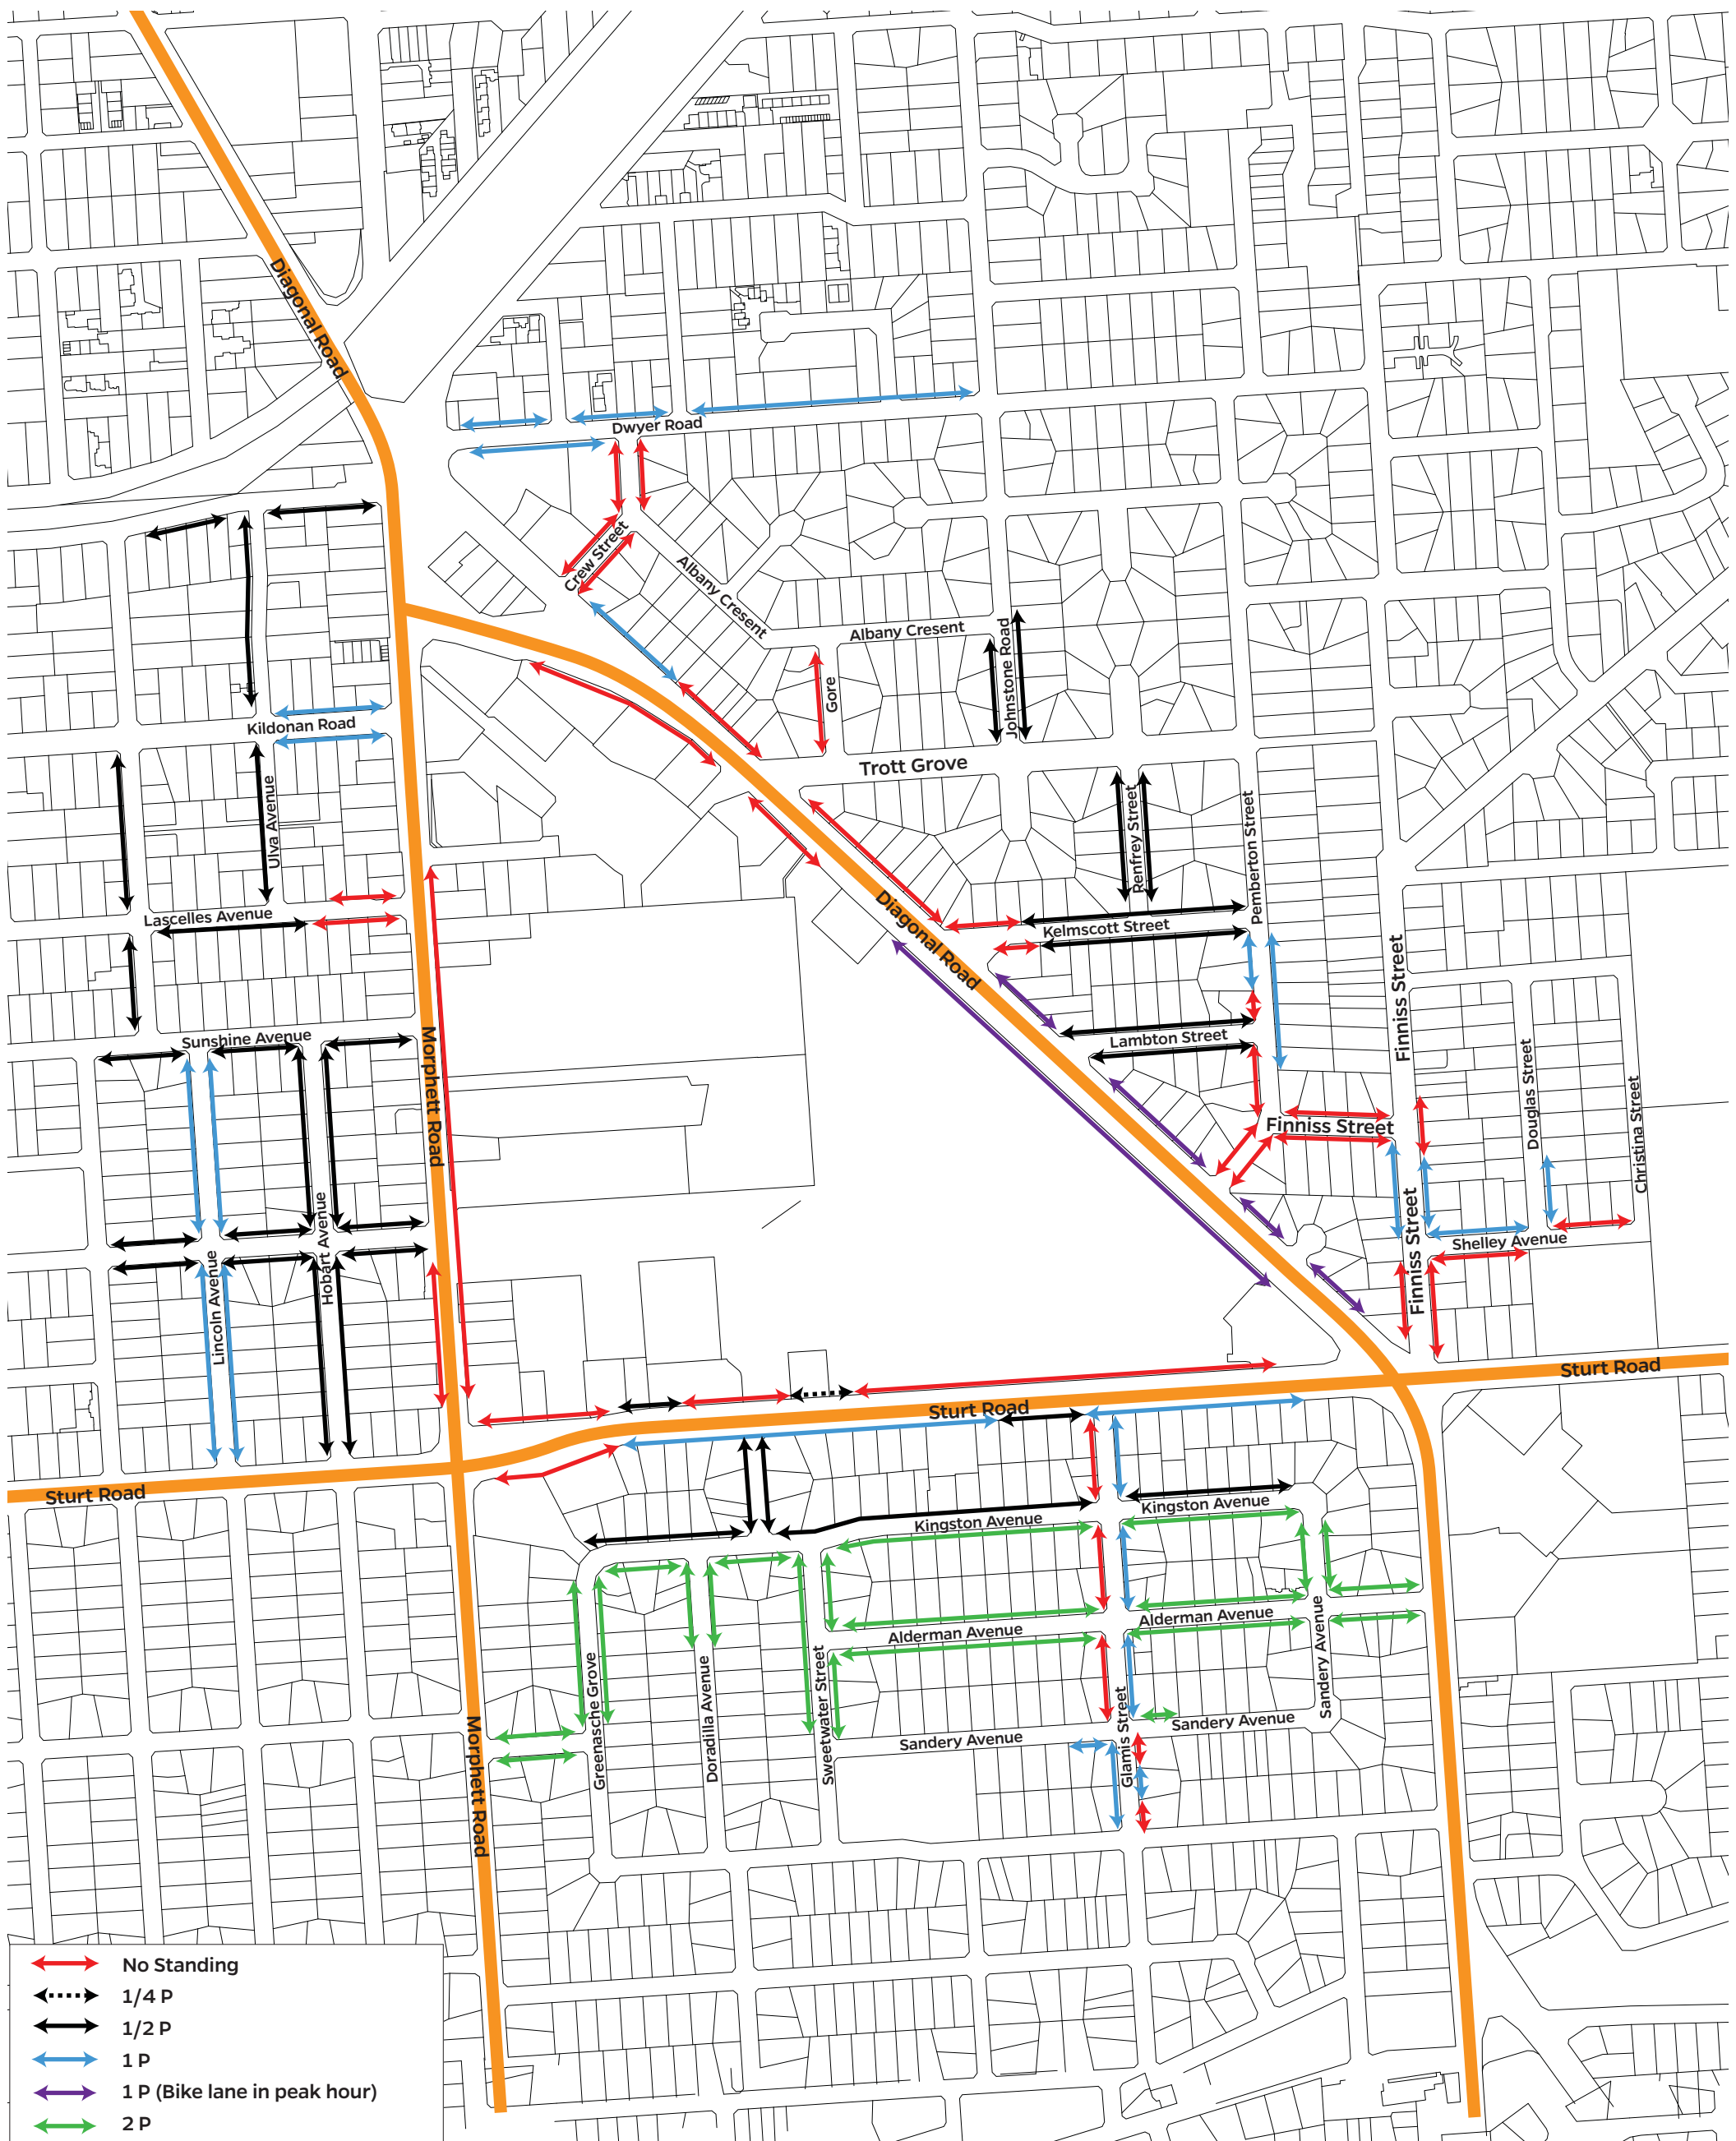 Diagonal Road
Dwyer Road
Crew Street
Albany Cresent
Albany Cresent
Johnstone Road
Gore
Kildonan Road
Trott Grove
Ulva Avenue
Renfrey Street
Pemberton Street
Lascelles Avenue
Diagonal Road
Kelmscott Street
Finniss Street
Sunshine Avenue
Morphett Road
Lambton Street
Douglas Street
Christina Street
Finniss Street
Hobart Avenue
Finniss Street
Shelley Avenue
Lincoln Avenue
Sturt Road
Sturt Road
Sturt Road
Kingston Avenue
Kingston Avenue
Alderman Avenue
Alderman Avenue
Sandery Avenue
Greenasche Grove
Doradilla Avenue
Sweetwater Street
Glamis Street
Sandery Avenue
Sandery Avenue
Morphett Road
No Standing
1/4 P
1/2 P
1 P
1 P (Bike lane in peak hour)
2 P